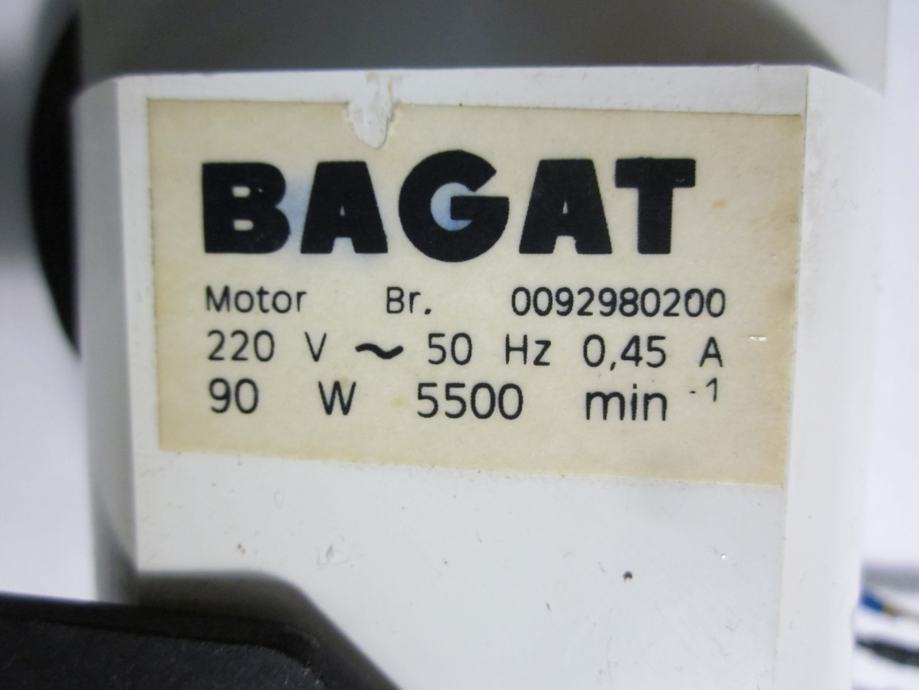 BAGAT
Motor Br. 0092980200
220 V ~ 50 Hz 0,45 A
90 W 5500 min -1